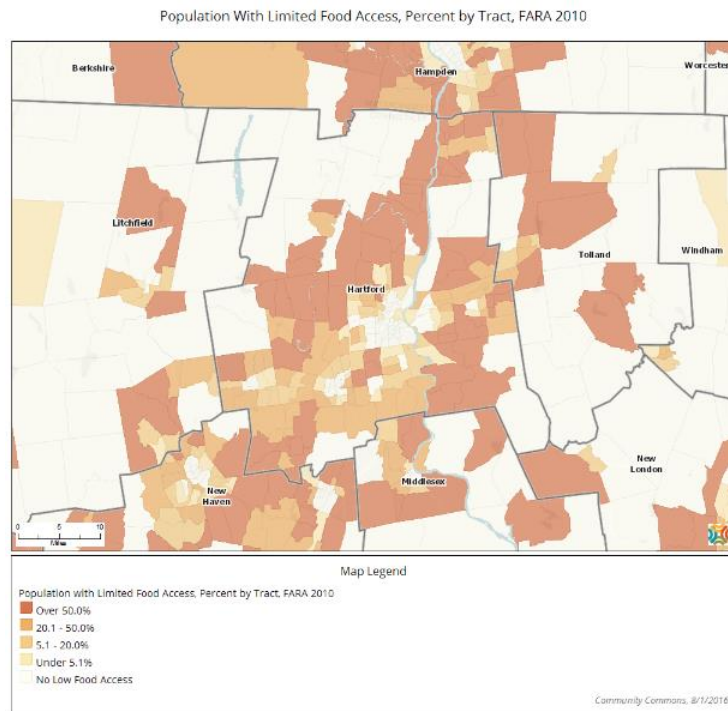 Population With Limited Food Access, Percent by Tract, FARA 2010
Berkshire
Hampden
Worcester
Litchfield
Tolland
Windham
Hartford
New
London
Middlesex
New
Haven
0 5 10
Miles
Map Legend
Population with Limited Food Access, Percent by Tract, FARA 2010
Over 50.0%
20.1 - 50.0%
5.1 - 20.0%
Under 5.1%
No Low Food Access
Community Commons, 8/1/2016